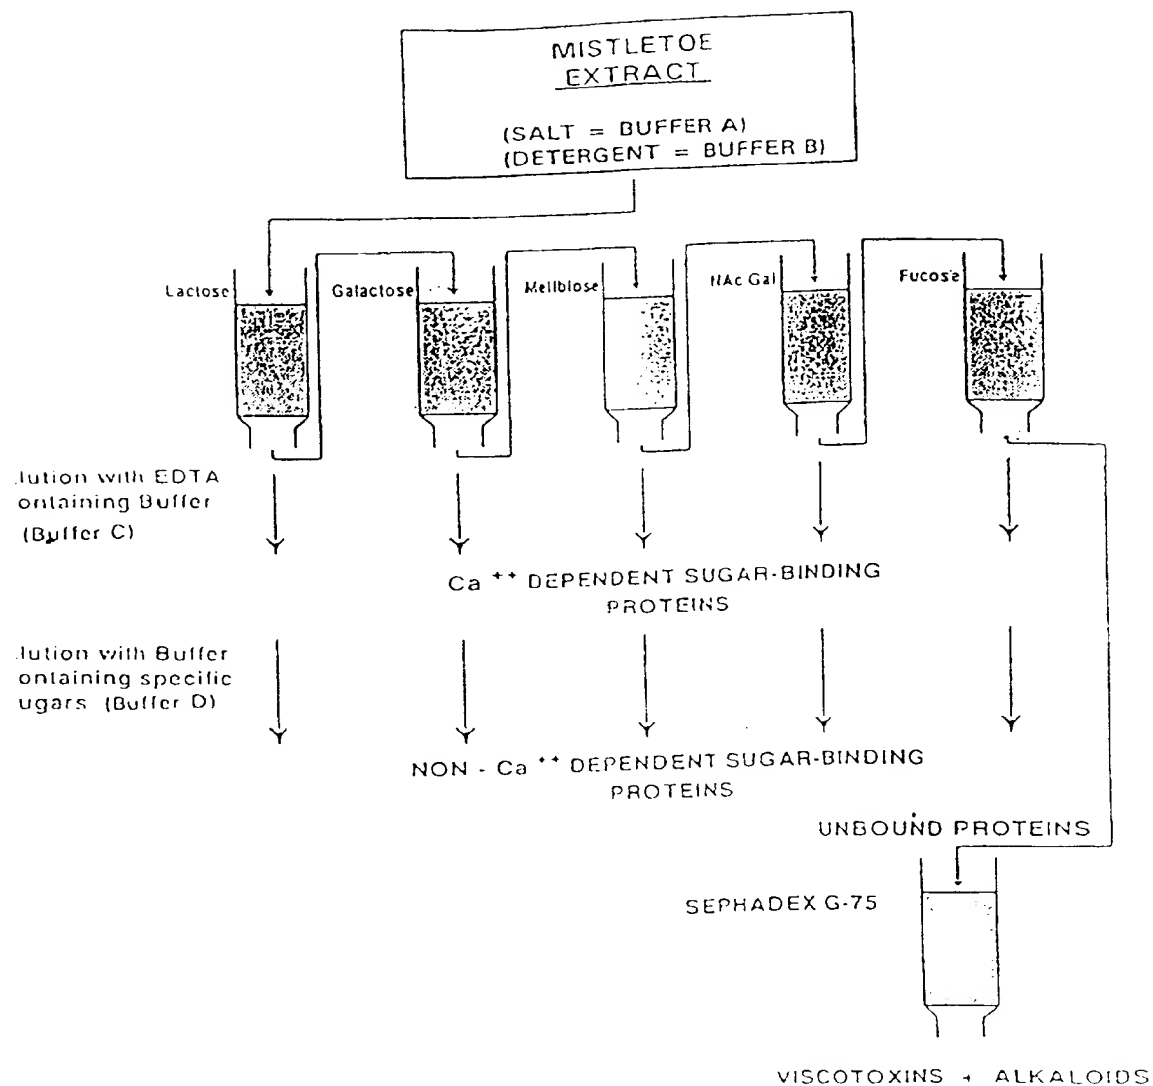 MISTLETOE
EXTRACT
(SALT = BUFFER A)
(DETERGENT = BUFFER B)
Lactose
Galactose
Melibiose
NAc Gal
Fucose
lution with EDTA
ontaining Buffer
(Buffer C)
Ca ++ DEPENDENT SUGAR-BINDING
PROTEINS
lution with Buffer
ontaining specific
ugars (Buffer D)
NON - Ca ++ DEPENDENT SUGAR-BINDING
PROTEINS
UNBOUND PROTEINS
SEPHADEX G-75
VISCOTOXINS + ALKALOIDS